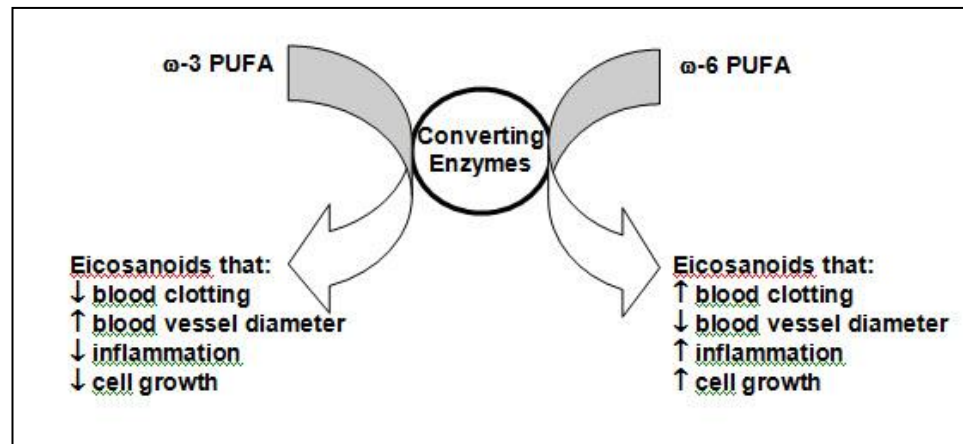 ω-3 PUFA
ω-6 PUFA
Converting
Enzymes
Eicosanoids that:
↓ blood clotting
↑ blood vessel diameter
↓ inflammation
↓ cell growth
Eicosanoids that:
↑ blood clotting
↓ blood vessel diameter
↑ inflammation
↑ cell growth